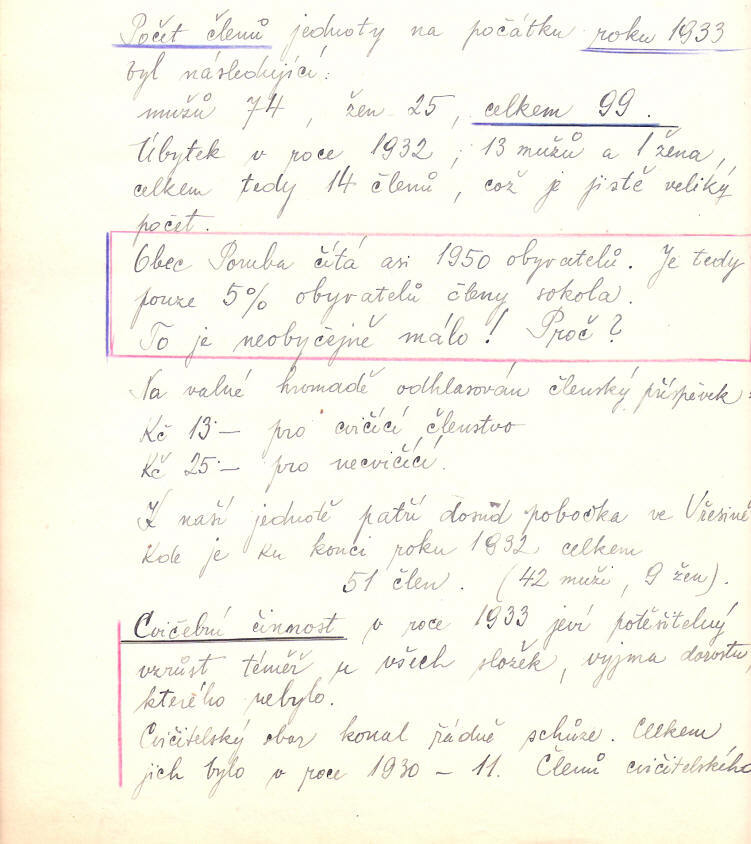 Počet členů jednoty na počátku roku 1933
byl následující:
mužů 74, žen 25, celkem 99.
Úbytek v roce 1932, 13 mužů a 1 žena,
celkem tedy 14 členů, což je jistě veliký
počet.
Obec Poruba čítá asi 1950 obyvatelů. Je tedy
pouze 5% obyvatelů členy sokola.
To je neobyčejně málo! Proč?
Na valné hromadě odhlasován členský příspěvek:
Kč 13·— pro cvičící členstvo
Kč 25·— pro necvičící.
K naší jednotě patří dosud pobočka ve Vřesině
kde je ku konci roku 1932 celkem
51 člen. (42 muži, 9 žen).
Cvičební činnost v roce 1933 jeví potěšitelný
vzrůst téměř u všech složek, vyjma dorostu,
kterého nebylo.
Cvičitelský sbor konal řádně schůze. Celkem
jich bylo v roce 1930 – 11. Členů cvičitelského